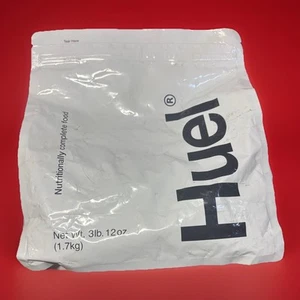 Huel®
Nutritionally complete food
Net wt. 3lb 12oz
(1.7kg)